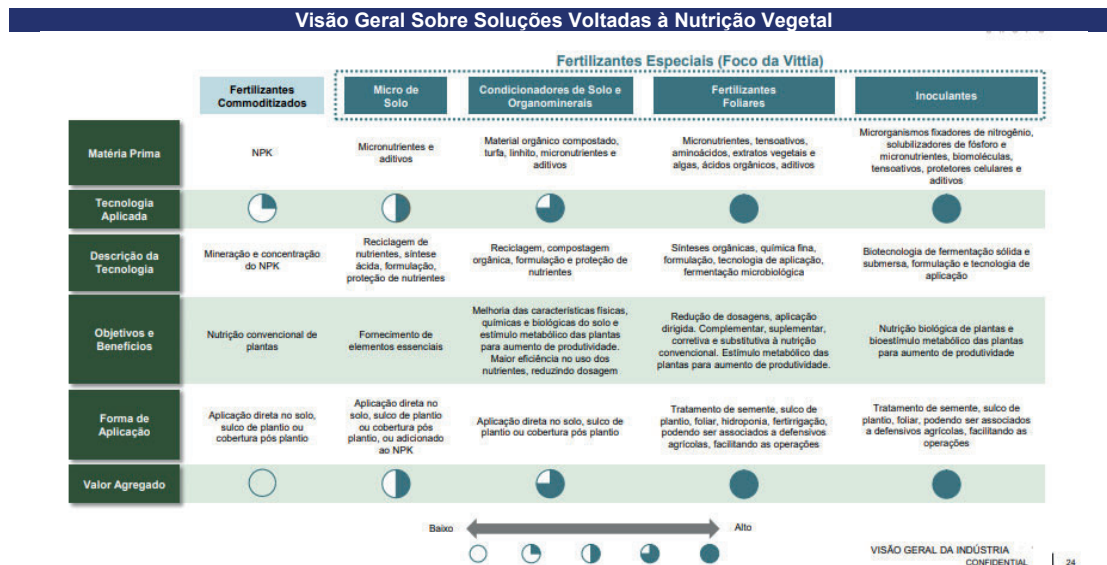 Visão Geral Sobre Soluções Voltadas à Nutrição Vegetal
Fertilizantes Especiais (Foco da Vittia)
Fertilizantes
Commoditizados
Micro de
Solo
Condicionadores de Solo e
Organominerais
Fertilizantes
Foliares
Inoculantes
Matéria Prima
NPK
Micronutrientes e
aditivos
Material orgânico compostado,
turfa, linhito, micronutrientes e
aditivos
Micronutrientes, tensoativos,
aminoácidos, extratos vegetais e
algas, ácidos orgânicos, aditivos
Microrganismos fixadores de nitrogênio,
solubilizadores de fósforo e
micronutrientes, biomoléculas,
tensoativos, protetores celulares e
aditivos
Tecnologia
Aplicada
Descrição da
Tecnologia
Mineração e concentração
do NPK
Reciclagem de
nutrientes, síntese
ácida, formulação,
proteção de nutrientes
Reciclagem, compostagem
orgânica, formulação e proteção de
nutrientes
Sínteses orgânicas, química fina,
formulação, tecnologia de aplicação,
fermentação microbiológica
Biotecnologia de fermentação sólida e
submersa, formulação e tecnologia de
aplicação
Objetivos e
Benefícios
Nutrição convencional de
plantas
Fornecimento de
elementos essenciais
Melhoria das características físicas,
químicas e biológicas do solo e
estímulo metabólico das plantas
para aumento de produtividade.
Maior eficiência no uso dos
nutrientes, reduzindo dosagem
Redução de dosagens, aplicação
dirigida. Complementar, suplementar,
corretiva e substitutiva à nutrição
convencional. Estímulo metabólico das
plantas para aumento de produtividade.
Nutrição biológica de plantas e
bioestímulo metabólico das plantas
para aumento de produtividade
Forma de
Aplicação
Aplicação direta no solo,
sulco de plantio ou
cobertura pós plantio
Aplicação direta no
solo, sulco de plantio
ou cobertura pós
plantio, ou adicionado
ao NPK
Aplicação direta no solo, sulco de
plantio ou cobertura pós plantio
Tratamento de semente, sulco de
plantio, foliar, hidroponia, fertirrigação,
podendo ser associados a defensivos
agrícolas, facilitando as operações
Tratamento de semente, sulco de
plantio, foliar, podendo ser associados
a defensivos agrícolas, facilitando as
operações
Valor Agregado
Baixo
Alto
VISÃO GERAL DA INDÚSTRIA
CONFIDENTIAL
24